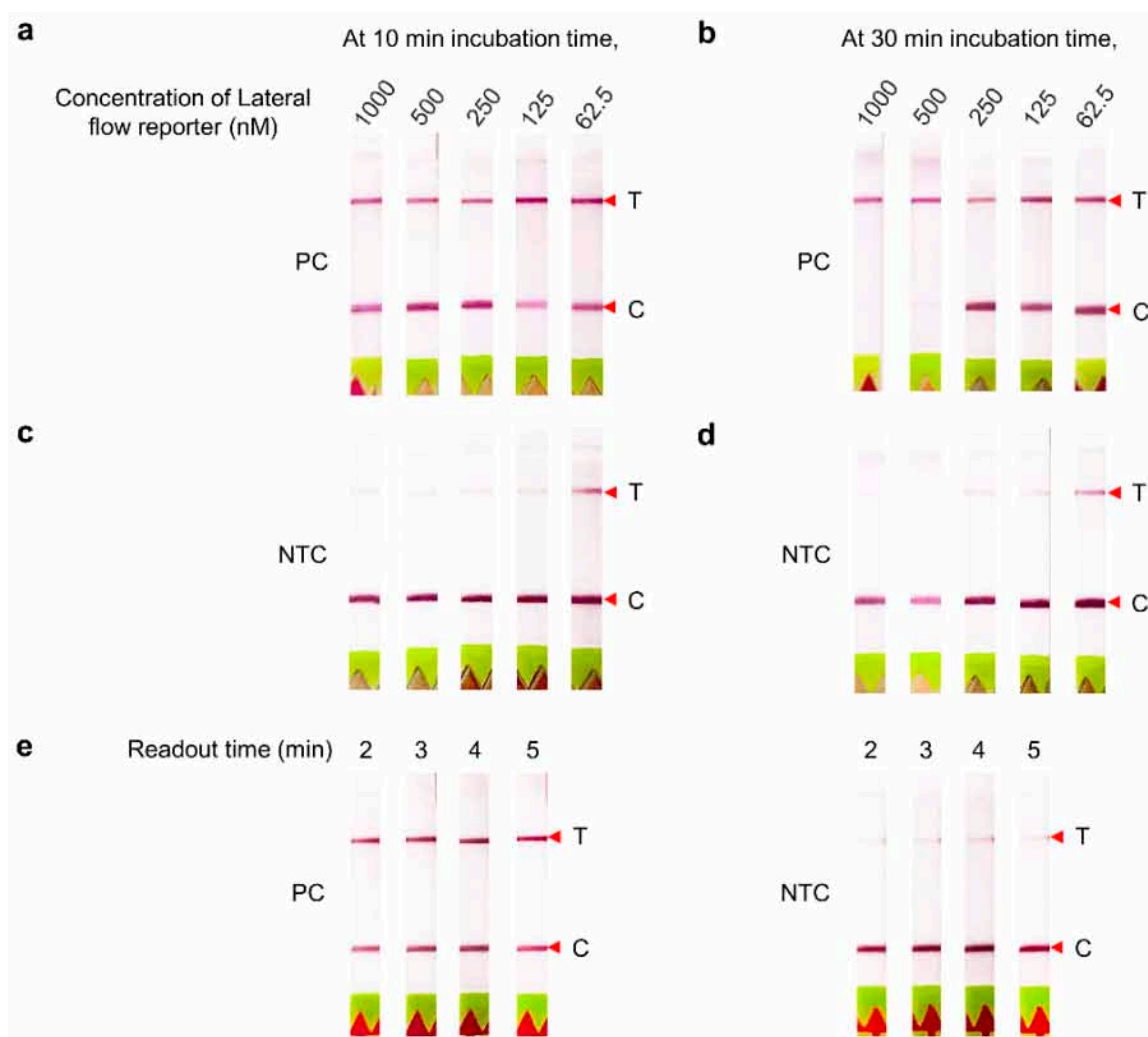 a
At 10 min incubation time,
b
At 30 min incubation time,
Concentration of Lateral
flow reporter (nM)
1000
500
250
125
62.5
1000
500
250
125
62.5
T
T
PC
PC
C
C
c
d
T
T
NTC
NTC
C
C
e
Readout time (min)
2
3
4
5
2
3
4
5
T
T
PC
NTC
C
C